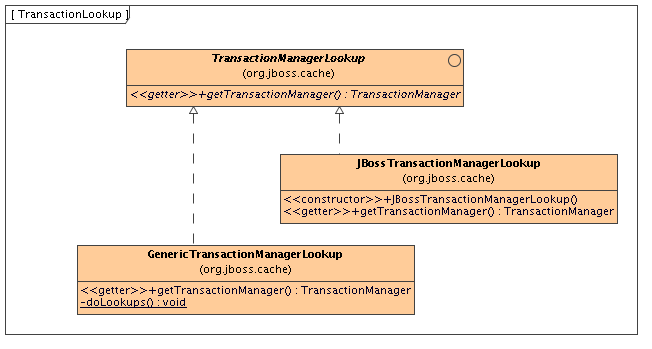 [ TransactionLookup ]
TransactionManagerLookup
(org.jboss.cache)
<<getter>>+getTransactionManager() : TransactionManager
JBossTransactionManagerLookup
(org.jboss.cache)
<<constructor>>+JBossTransactionManagerLookup()
<<getter>>+getTransactionManager() : TransactionManager
GenericTransactionManagerLookup
(org.jboss.cache)
<<getter>>+getTransactionManager() : TransactionManager
-doLookups() : void